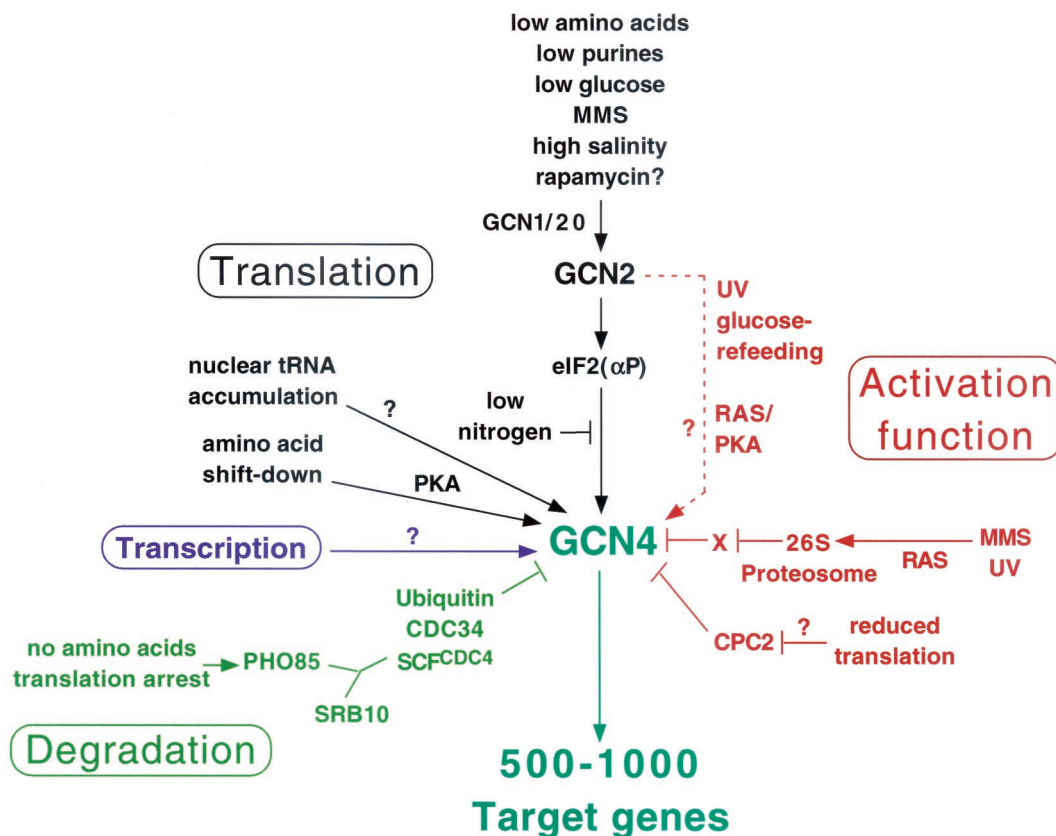 low amino acids
low purines
low glucose
MMS
high salinity
rapamycin?
GCN1/20
Translation
GCN2
UV
glucose-
refeeding
nuclear tRNA
accumulation
?
eIF2(αP)
low
nitrogen
RAS/
PKA
?
Activation
function
amino acid
shift-down
PKA
Transcription
?
GCN4
X
26S
Proteosome
RAS
MMS
UV
Ubiquitin
CDC34
SCFCDC4
CPC2
?
reduced
translation
no amino acids
translation arrest
PHO85
SRB10
Degradation
500-1000
Target genes